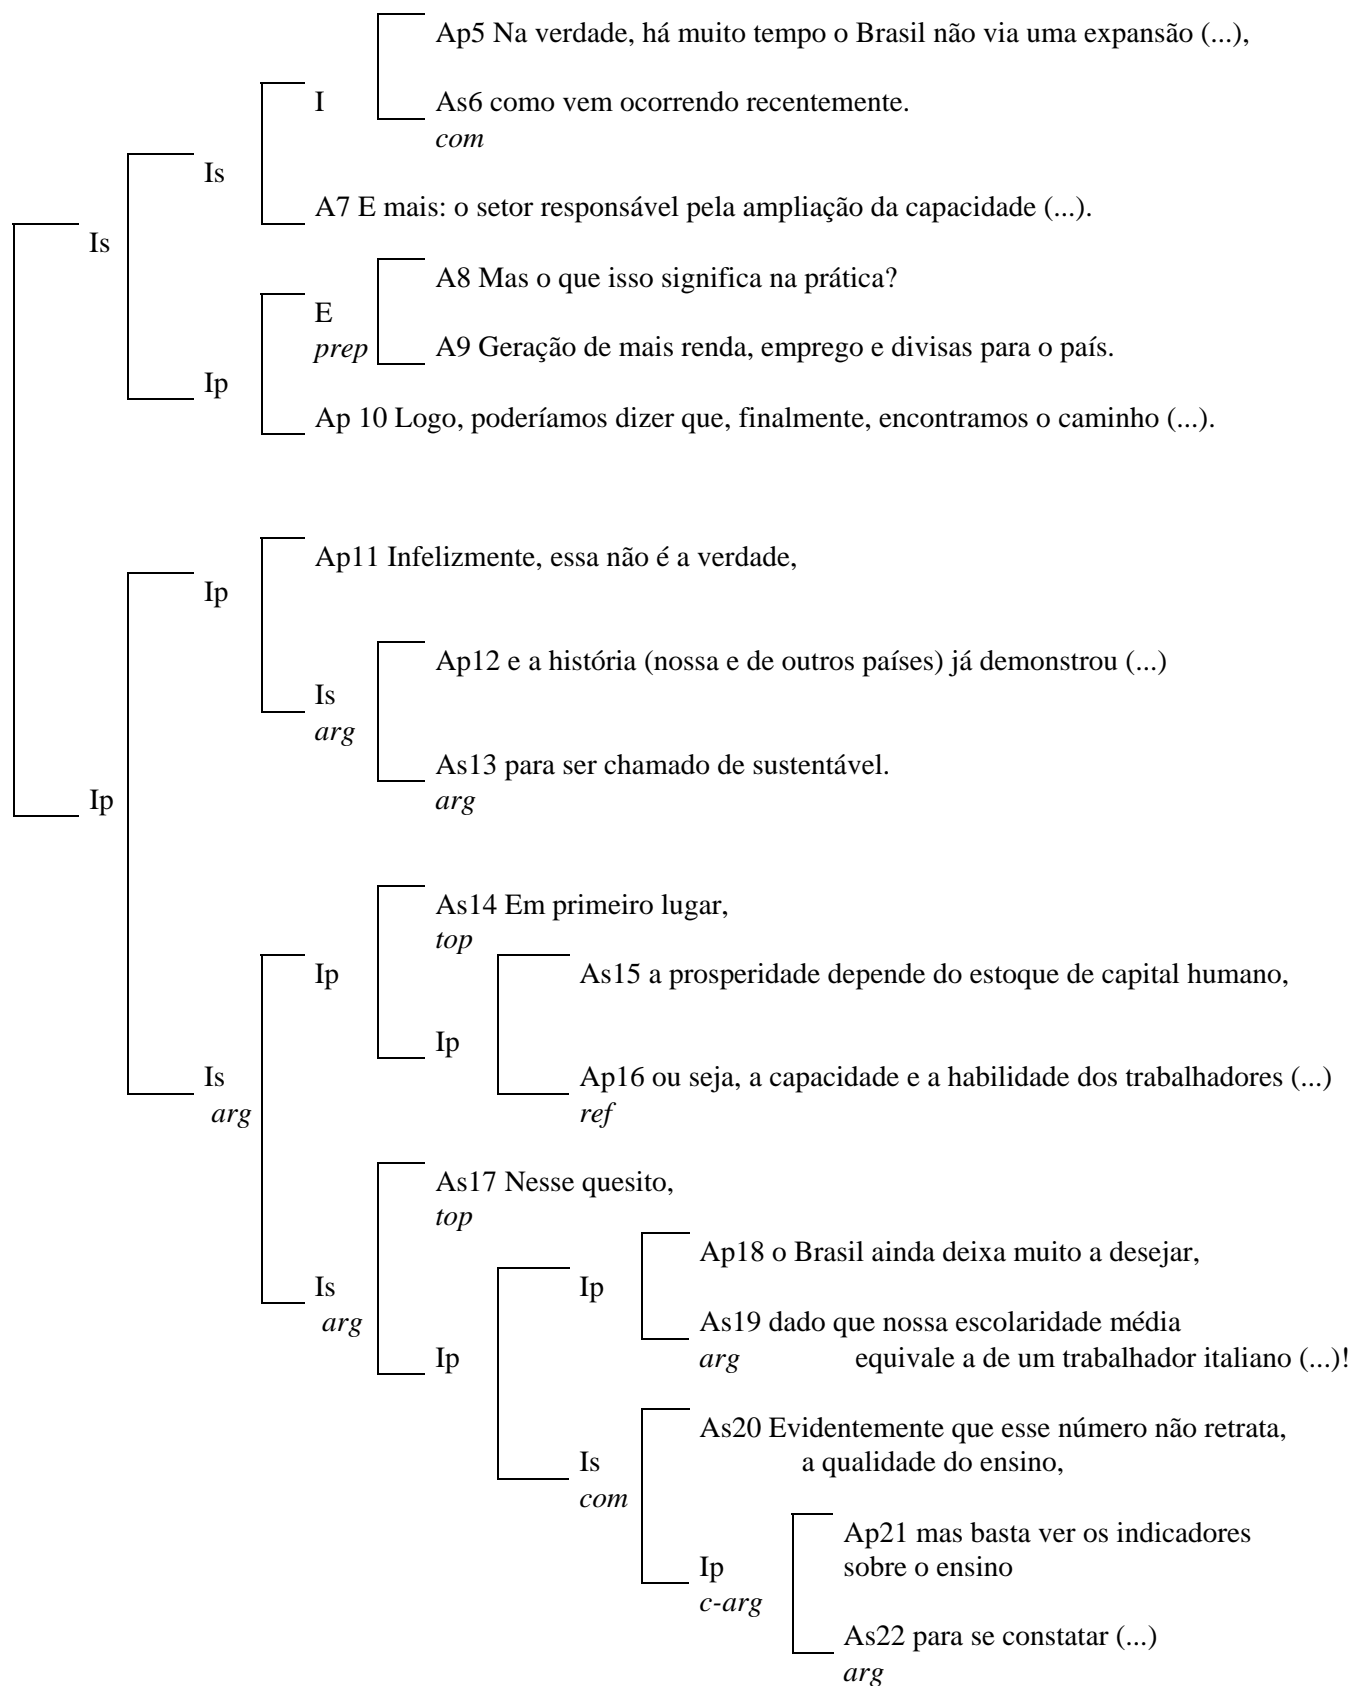 Ap5 Na verdade, há muito tempo o Brasil não via uma expansão (...),
I
As6 como vem ocorrendo recentemente.
com
Is
A7 E mais: o setor responsável pela ampliação da capacidade (...).
Is
A8 Mas o que isso significa na prática?
E
prep
A9 Geração de mais renda, emprego e divisas para o país.
Ip
Ap 10 Logo, poderíamos dizer que, finalmente, encontramos o caminho (...).
Ap11 Infelizmente, essa não é a verdade,
Ip
Ap12 e a história (nossa e de outros países) já demonstrou (...)
Is
arg
As13 para ser chamado de sustentável.
arg
Ip
As14 Em primeiro lugar,
top
Ip
As15 a prosperidade depende do estoque de capital humano,
Ip
Is
arg
Ap16 ou seja, a capacidade e a habilidade dos trabalhadores (...)
ref
As17 Nesse quesito,
top
Ap18 o Brasil ainda deixa muito a desejar,
Is
arg
Ip
As19 dado que nossa escolaridade média
arg equivale a de um trabalhador italiano (...)!
Ip
As20 Evidentemente que esse número não retrata,
a qualidade do ensino,
Is
com
Ap21 mas basta ver os indicadores
sobre o ensino
Ip
c-arg
As22 para se constatar (...)
arg